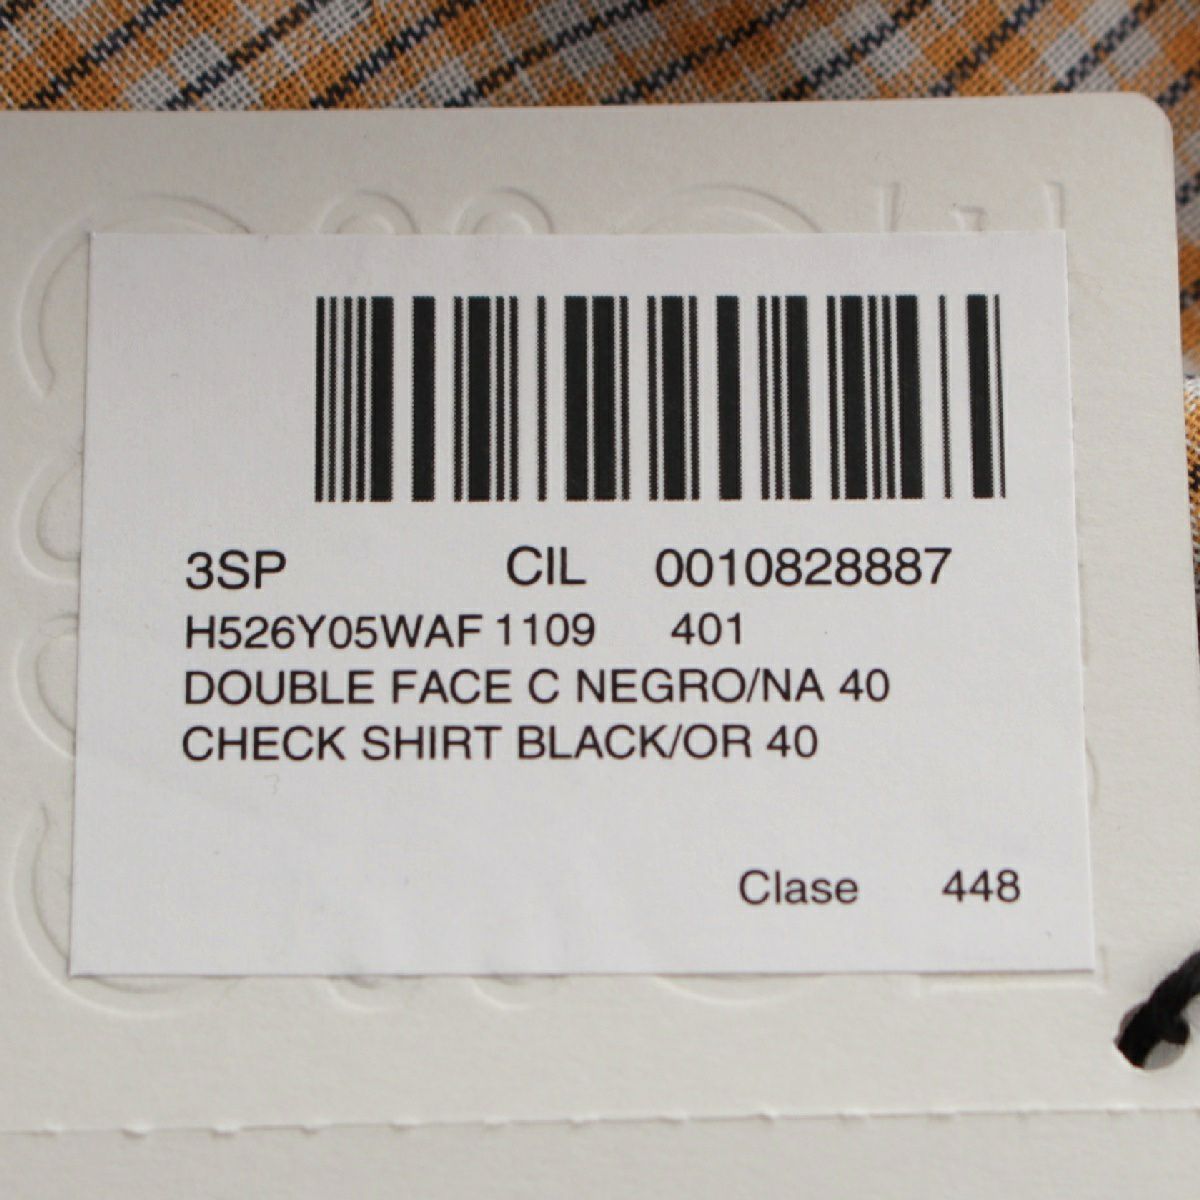 3SP CIL 0010828887
H526Y05WAF 1109 401
DOUBLE FACE C NEGRO/NA 40
CHECK SHIRT BLACK/OR 40
Clase 448